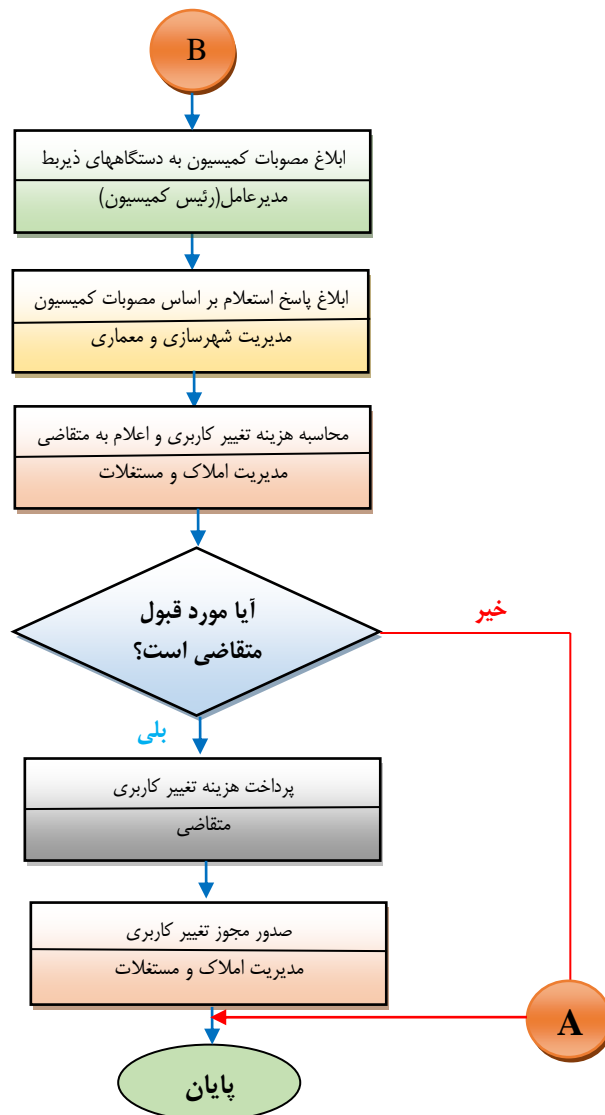 B
ابلاغ مصوبات کمیسیون به دستگاههای ذیربط
مدیرعامل(رئیس کمیسیون)
ابلاغ پاسخ استعلام بر اساس مصوبات کمیسیون
مدیریت شهرسازی و معماری
محاسبه هزینه تغییر کاربری و اعلام به متقاضی
مدیریت املاک و مستغلات
آیا مورد قبول
متقاضی است؟
خیر
بلی
پرداخت هزینه تغییر کاربری
متقاضی
صدور مجوز تغییر کاربری
مدیریت املاک و مستغلات
A
پایان